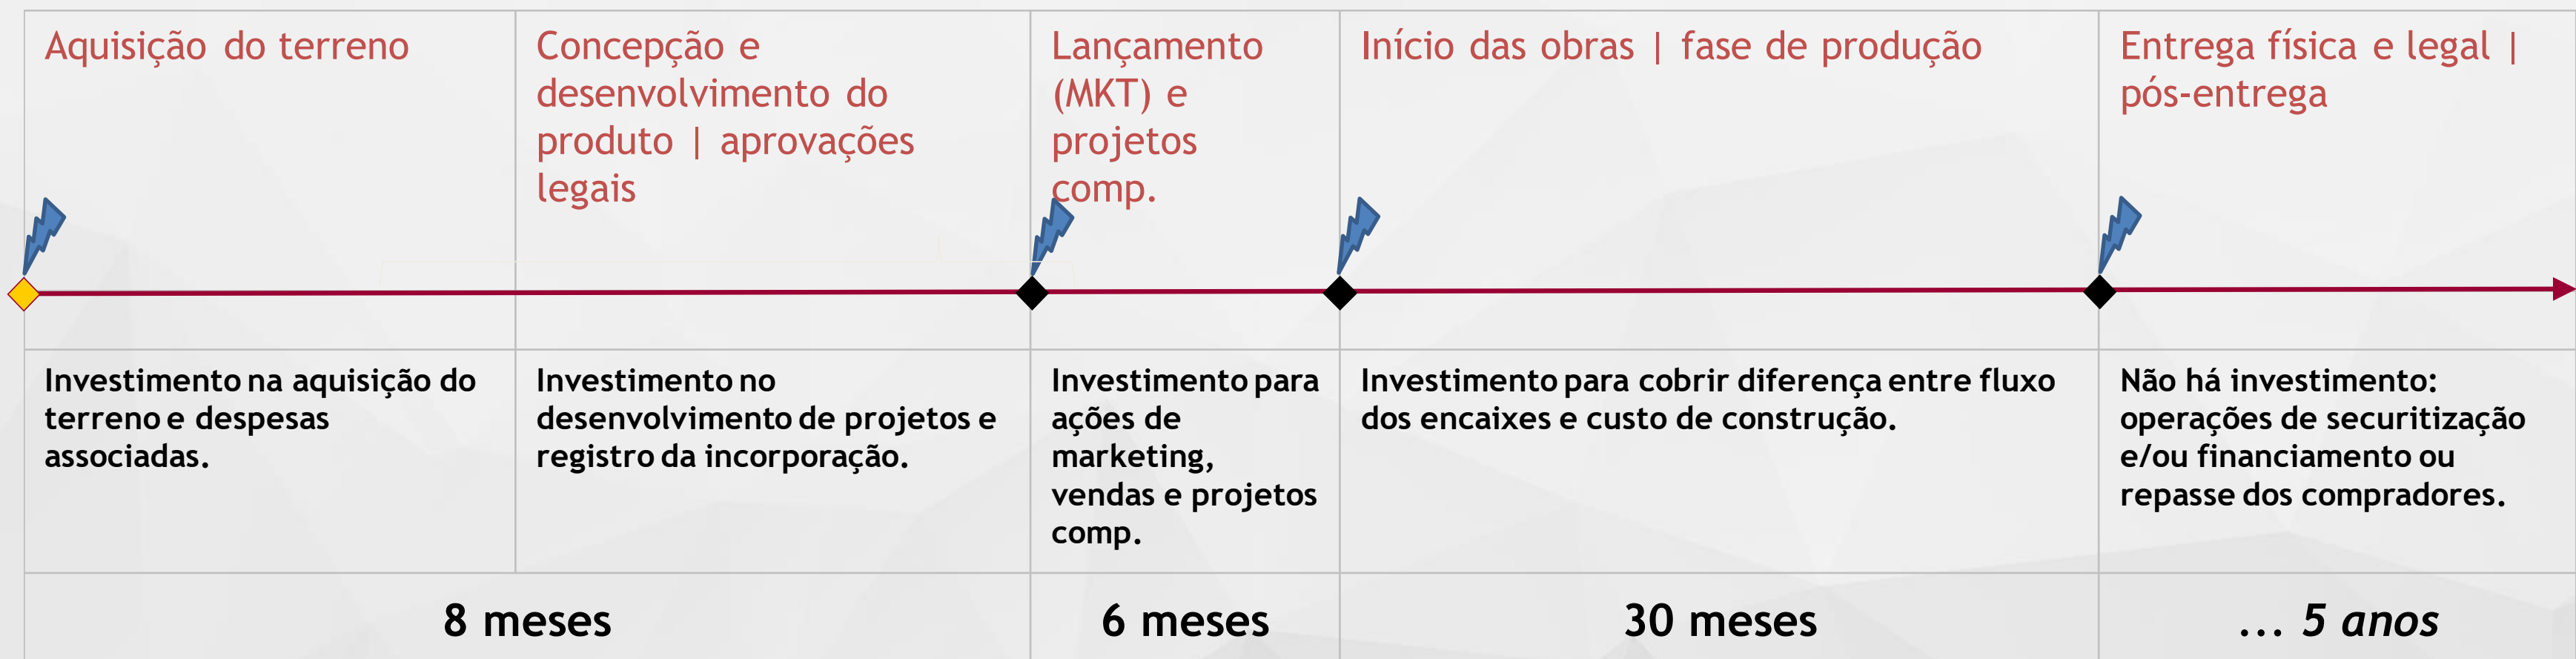 Aquisição do terreno
Concepção e
desenvolvimento do
produto | aprovações
legais
Lançamento
(MKT) e
projetos
comp.
Início das obras | fase de produção
Entrega física e legal |
pós-entrega
Investimento na aquisição do
terreno e despesas
associadas.
Investimento no
desenvolvimento de projetos e
registro da incorporação.
Investimento para
ações de
marketing,
vendas e projetos
comp.
Investimento para cobrir diferença entre fluxo
dos encaixes e custo de construção.
Não há investimento:
operações de securitização
e/ou financiamento ou
repasse dos compradores.
8 meses
6 meses
30 meses
... 5 anos